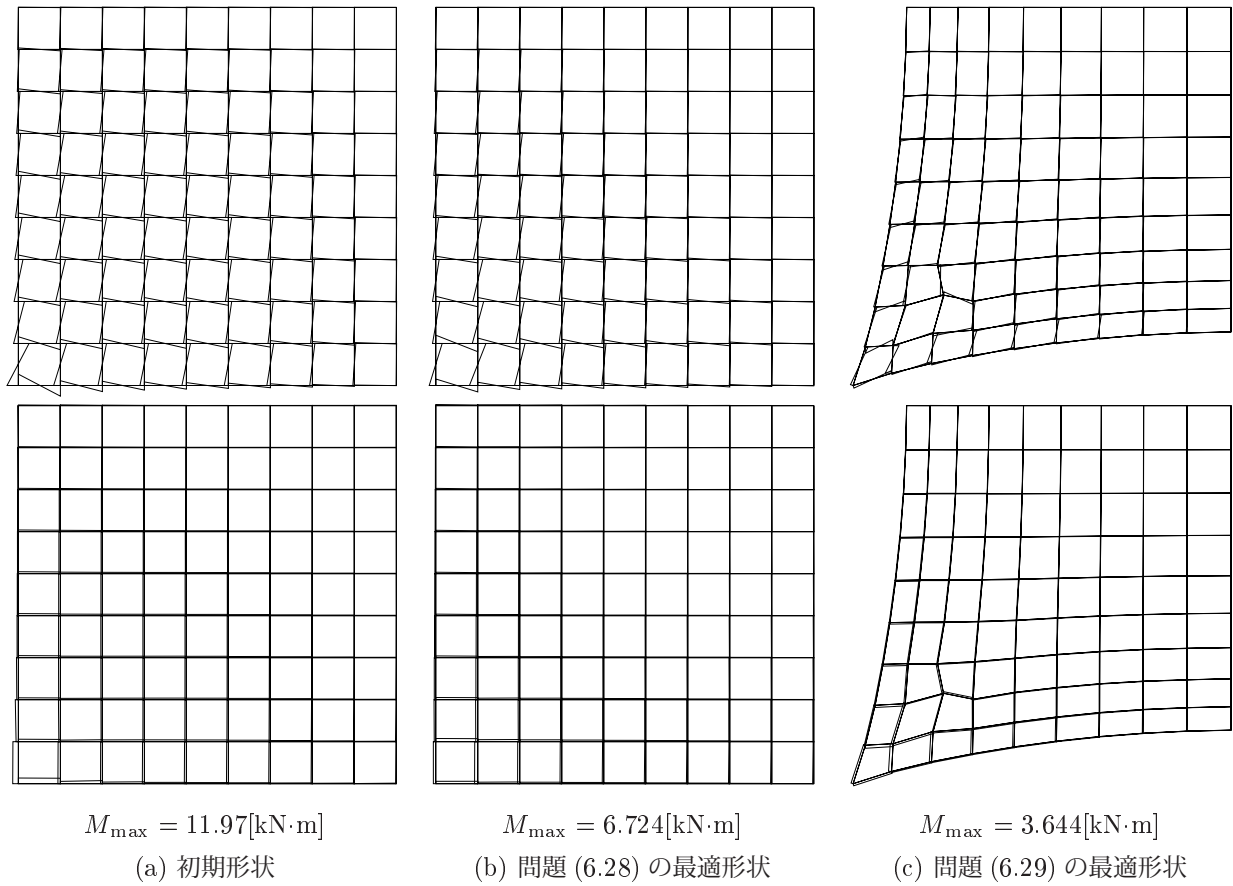 M_max = 11.97[kN·m]
(a) 初期形状
M_max = 6.724[kN·m]
(b) 問題 (6.28) の最適形状
M_max = 3.644[kN·m]
(c) 問題 (6.29) の最適形状